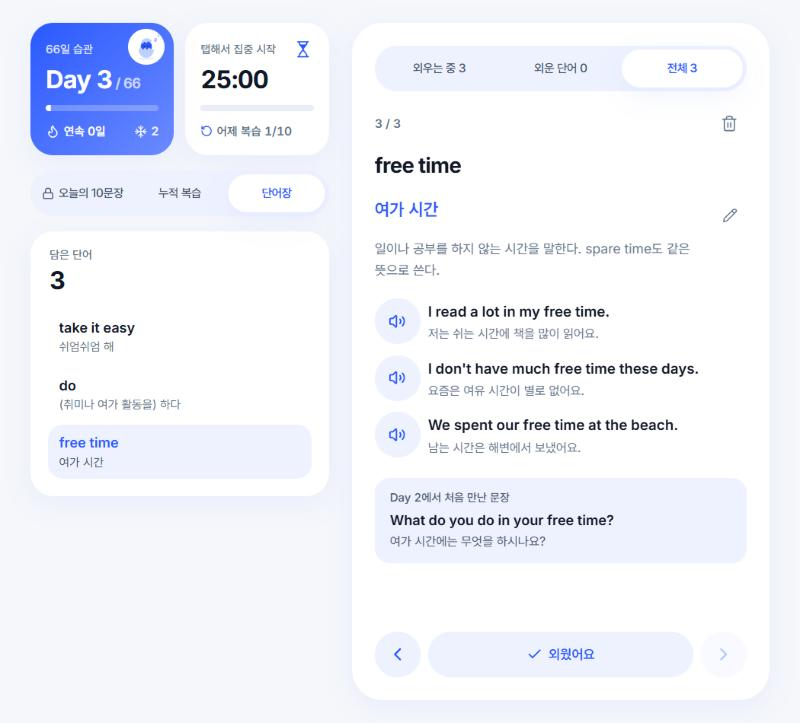 66일 습관
Day 3 / 66
연속 0일
2
탭해서 집중 시작
25:00
어제 복습 1/10
오늘의 10문장
누적 복습
단어장
담은 단어
3
take it easy
쉬엄쉬엄 해
do
(취미나 여가 활동을) 하다
free time
여가 시간
외우는 중 3
외운 단어 0
전체 3
3 / 3
free time
여가 시간
일이나 공부를 하지 않는 시간을 말한다. spare time도 같은
뜻으로 쓴다.
I read a lot in my free time.
저는 쉬는 시간에 책을 많이 읽어요.
I don't have much free time these days.
요즘은 여유 시간이 별로 없어요.
We spent our free time at the beach.
남는 시간은 해변에서 보냈어요.
Day 2에서 처음 만난 문장
What do you do in your free time?
여가 시간에는 무엇을 하시나요?
외웠어요